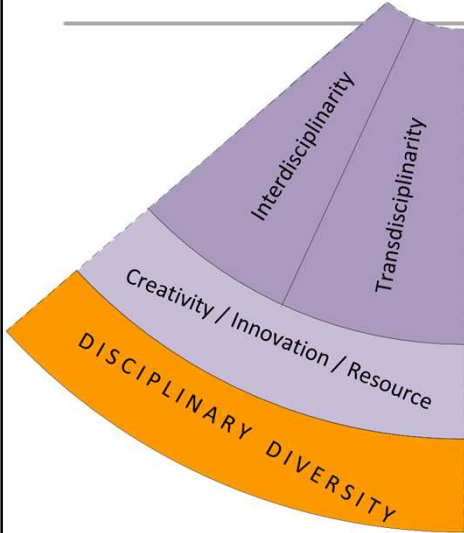 Interdisciplinarity
Transdisciplinarity
Creativity / Innovation / Resource
DISCIPLINARY DIVERSITY